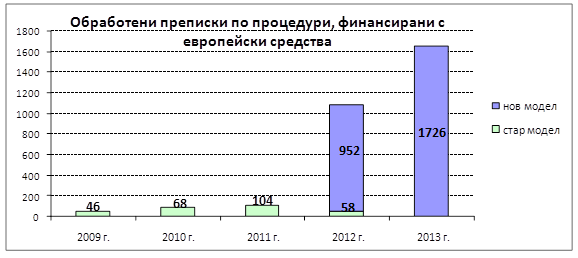 Обработени преписки по процедури, финансирани с
европейски средства
1800
1600
1400
1200
1000
800
600
400
200
0
46
68
104
952
58
1726
2009 г.
2010 г.
2011 г.
2012 г.
2013 г.
нов модел
стар модел